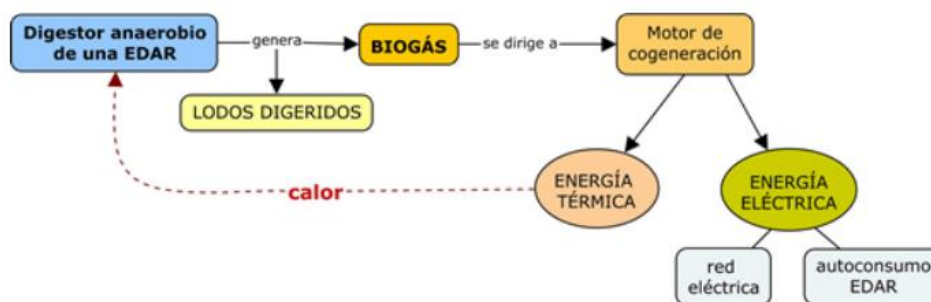 Digestor anaerobio
de una EDAR
genera
BIOGÁS
se dirige a
Motor de
cogeneración
LODOS DIGERIDOS
calor
ENERGÍA
TÉRMICA
ENERGÍA
ELÉCTRICA
red
eléctrica
autoconsumo
EDAR